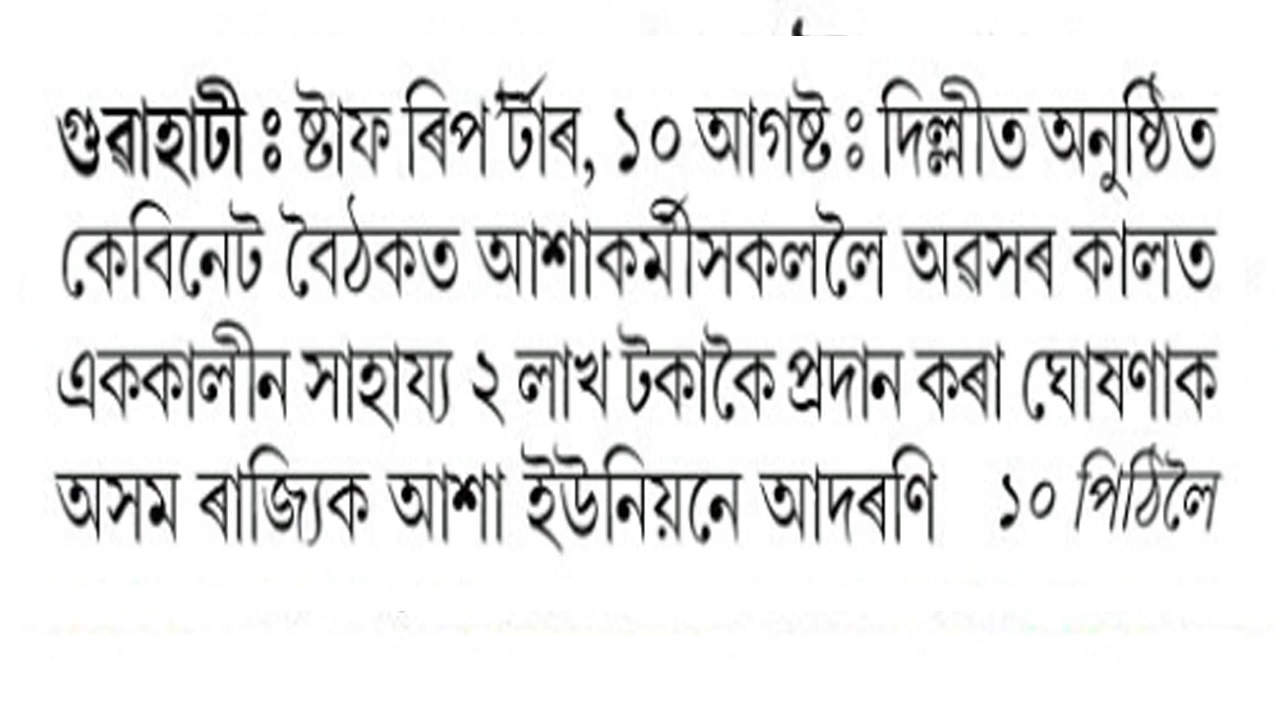 গুৱাহাটী ঃ ষ্টাফ ৰিপৰ্টাৰ, ১০ আগষ্ট ঃ দিল্লীত অনুষ্ঠিত
কেবিনেট বৈঠকত আশাকৰ্মীসকললৈ অৱসৰ কালত
এককালীন সাহায্য ২ লাখ টকাকৈ প্ৰদান কৰা ঘোষণাক
অসম ৰাজ্যিক আশা ইউনিয়নে আদৰণি ১০ পিঠিলৈ